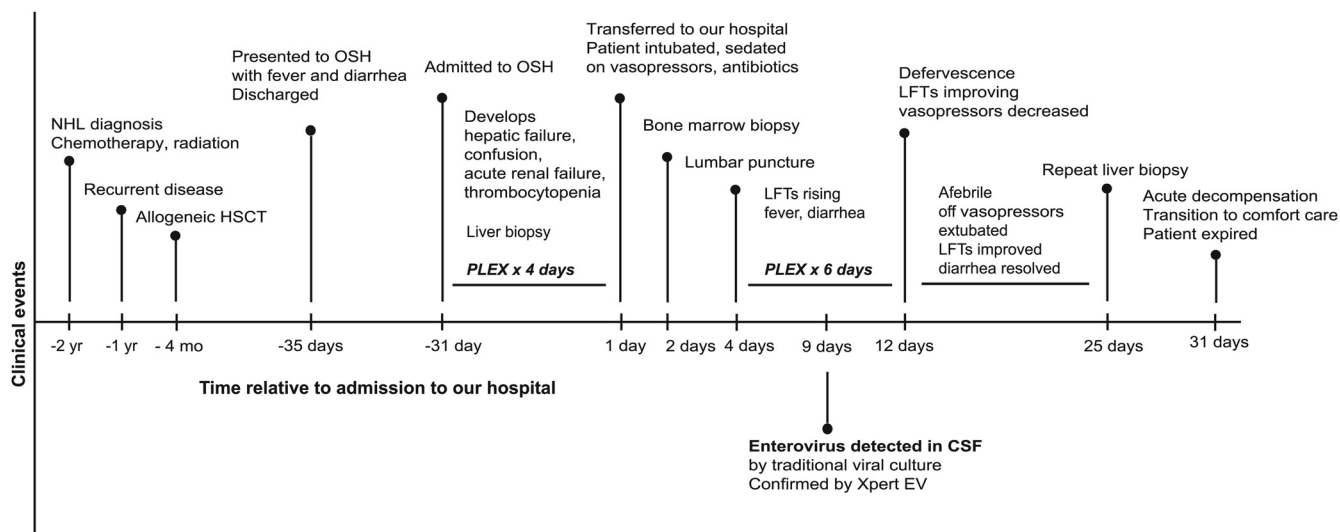 Clinical events
NHL diagnosis
Chemotherapy, radiation
Recurrent disease
Allogeneic HSCT
Presented to OSH
with fever and diarrhea
Discharged
Admitted to OSH
Develops
hepatic failure,
confusion,
acute renal failure,
thrombocytopenia
Liver biopsy
PLEX x 4 days
Transferred to our hospital
Patient intubated, sedated
on vasopressors, antibiotics
Bone marrow biopsy
Lumbar puncture
LFTs rising
fever, diarrhea
PLEX x 6 days
Defervescence
LFTs improving
vasopressors decreased
Afebrile
off vasopressors
extubated
LFTs improved
diarrhea resolved
Repeat liver biopsy
Acute decompensation
Transition to comfort care
Patient expired
-2 yr
-1 yr
- 4 mo
-35 days
-31 day
1 day
2 days
4 days
9 days
12 days
25 days
31 days
Time relative to admission to our hospital
Enterovirus detected in CSF
by traditional viral culture
Confirmed by Xpert EV